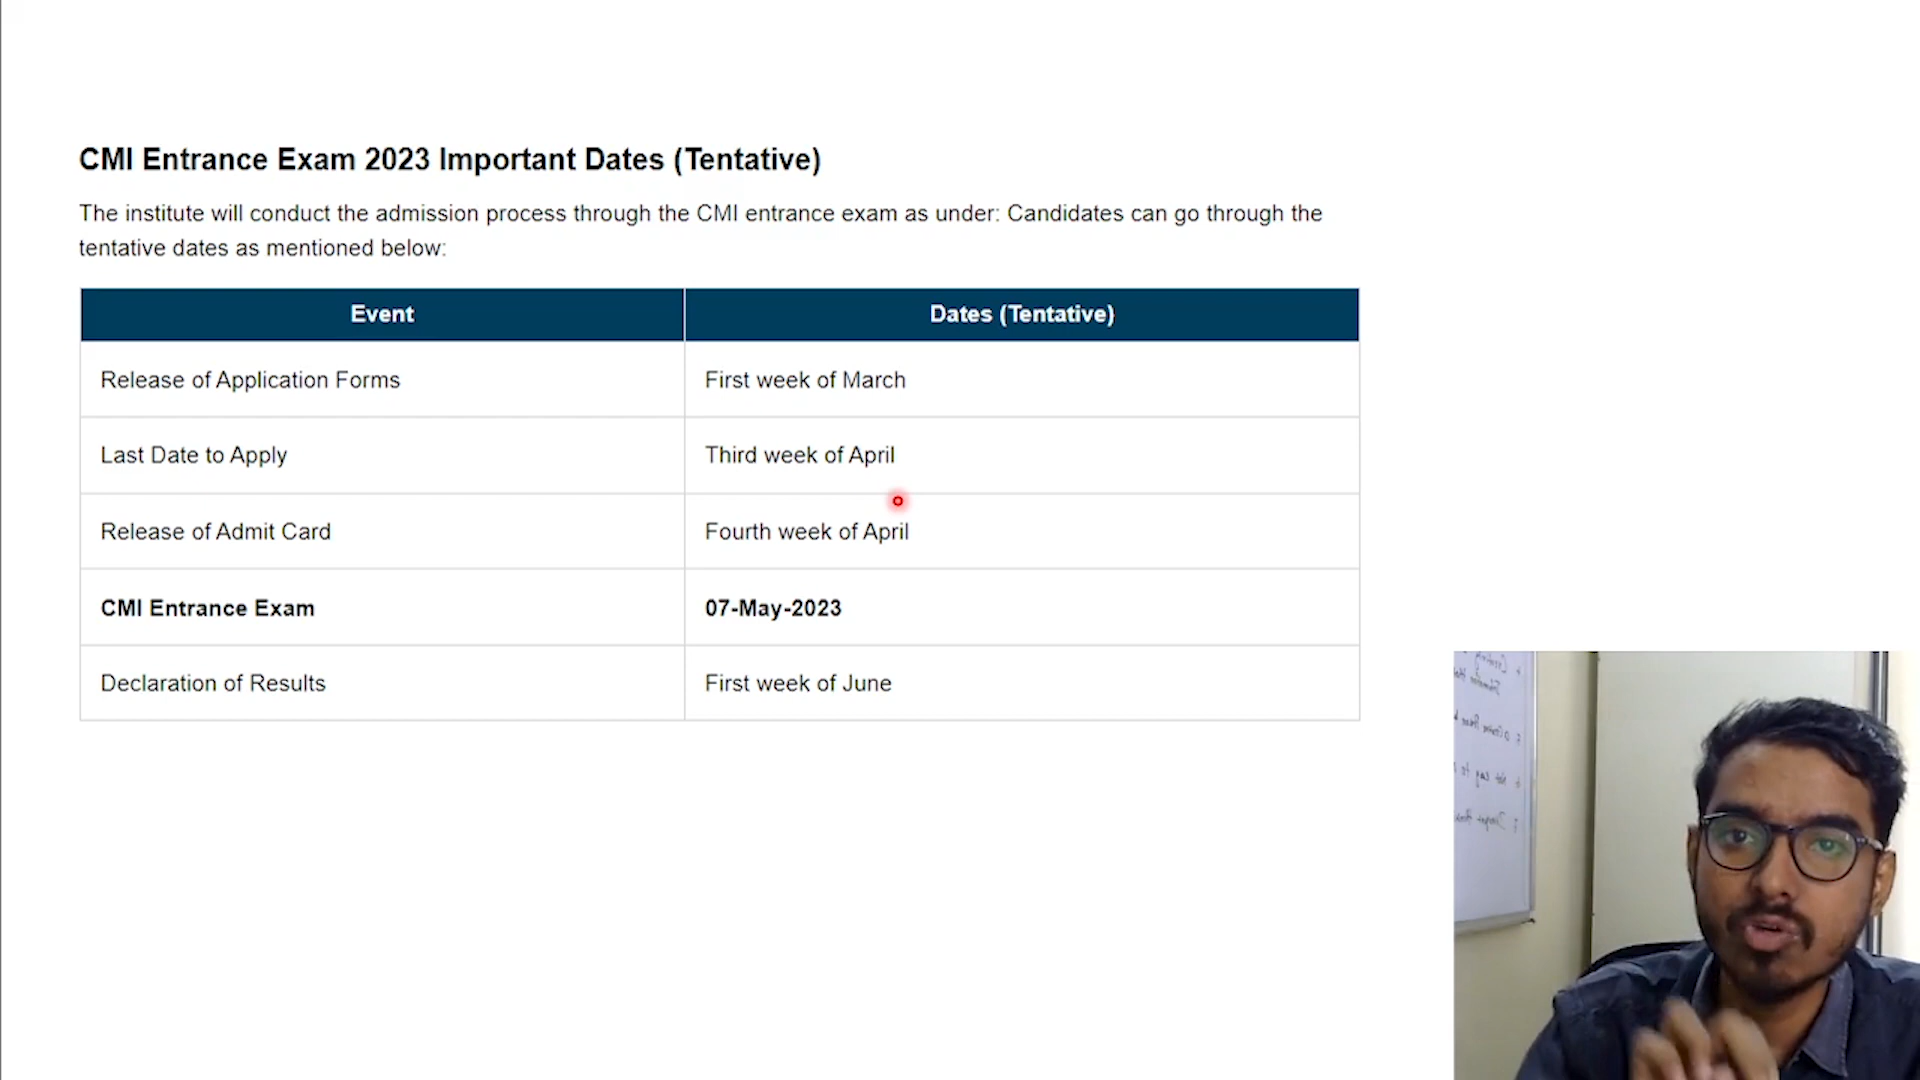 CMI Entrance Exam 2023 Important Dates (Tentative)
The institute will conduct the admission process through the CMI entrance exam as under: Candidates can go through the
tentative dates as mentioned below:
Event Dates (Tentative)
Release of Application Forms First week of March
Last Date to Apply Third week of April
Release of Admit Card Fourth week of April
CMI Entrance Exam 07-May-2023
Declaration of Results First week of June